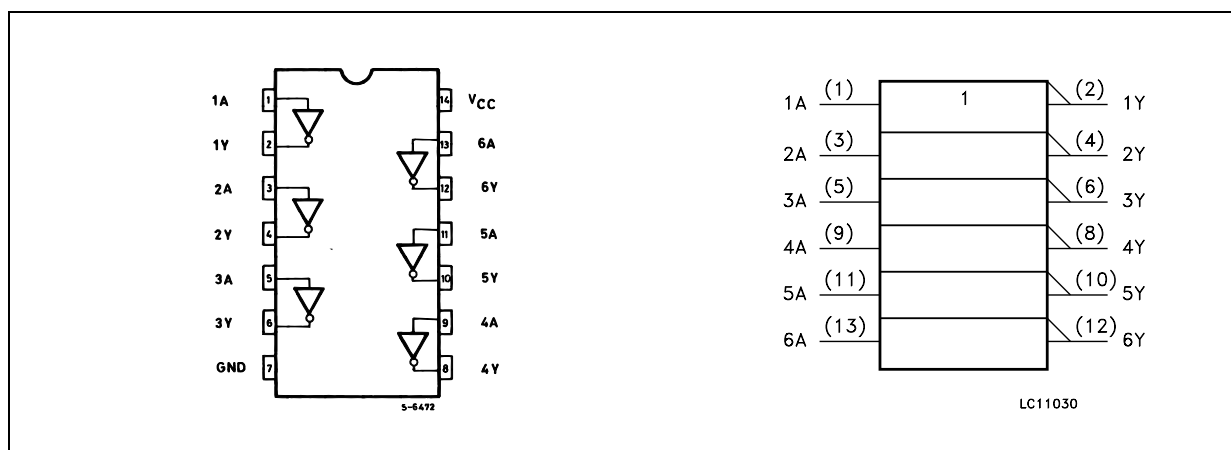 1A 1 14 VCC
1Y 2 13 6A
2A 3 12 6Y
2Y 4 11 5A
3A 5 10 5Y
3Y 6 9 4A
GND 7 8 4Y
S-6472
1A (1) 1 (2) 1Y
2A (3) (4) 2Y
3A (5) (6) 3Y
4A (9) (8) 4Y
5A (11) (10) 5Y
6A (13) (12) 6Y
LC11030